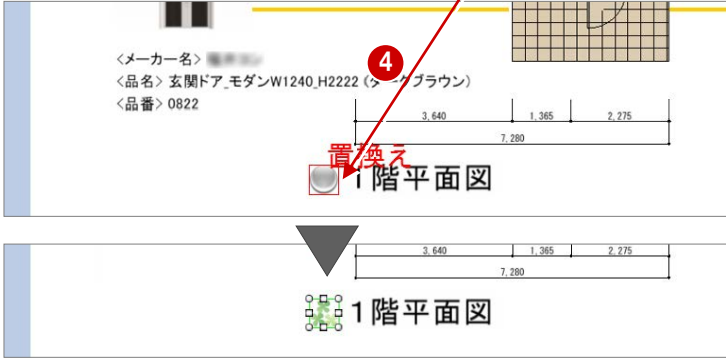 <メーカー名>
4
<品名> 玄関ドア_モダンW1240_H2222 (ダークブラウン)
<品番> 0822
3,640 1,365 2,275
7,280
置換え
1階平面図
3,640 1,365 2,275
7,280
1階平面図